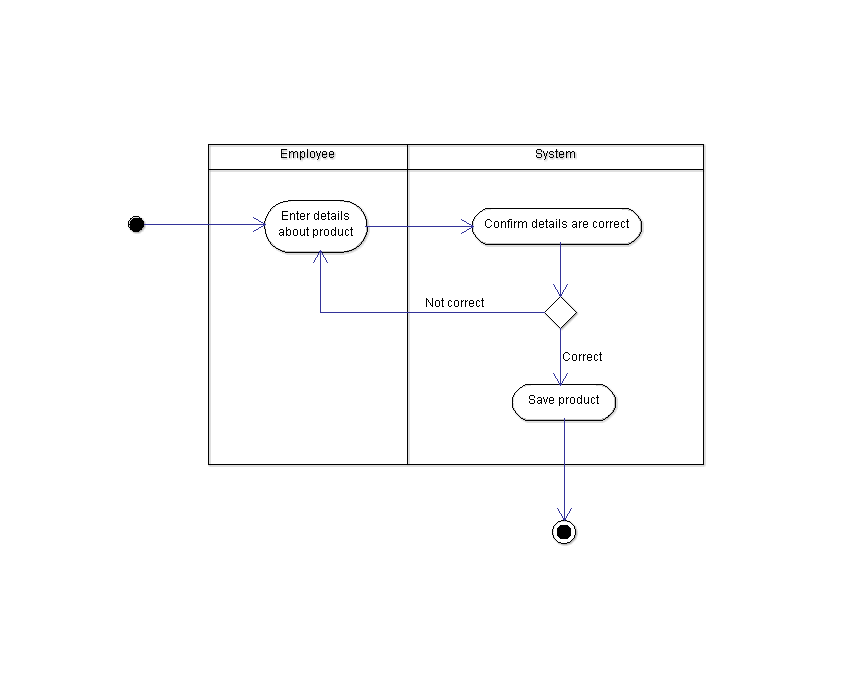 Employee
System
Enter details
about product
Confirm details are correct
Not correct
Correct
Save product